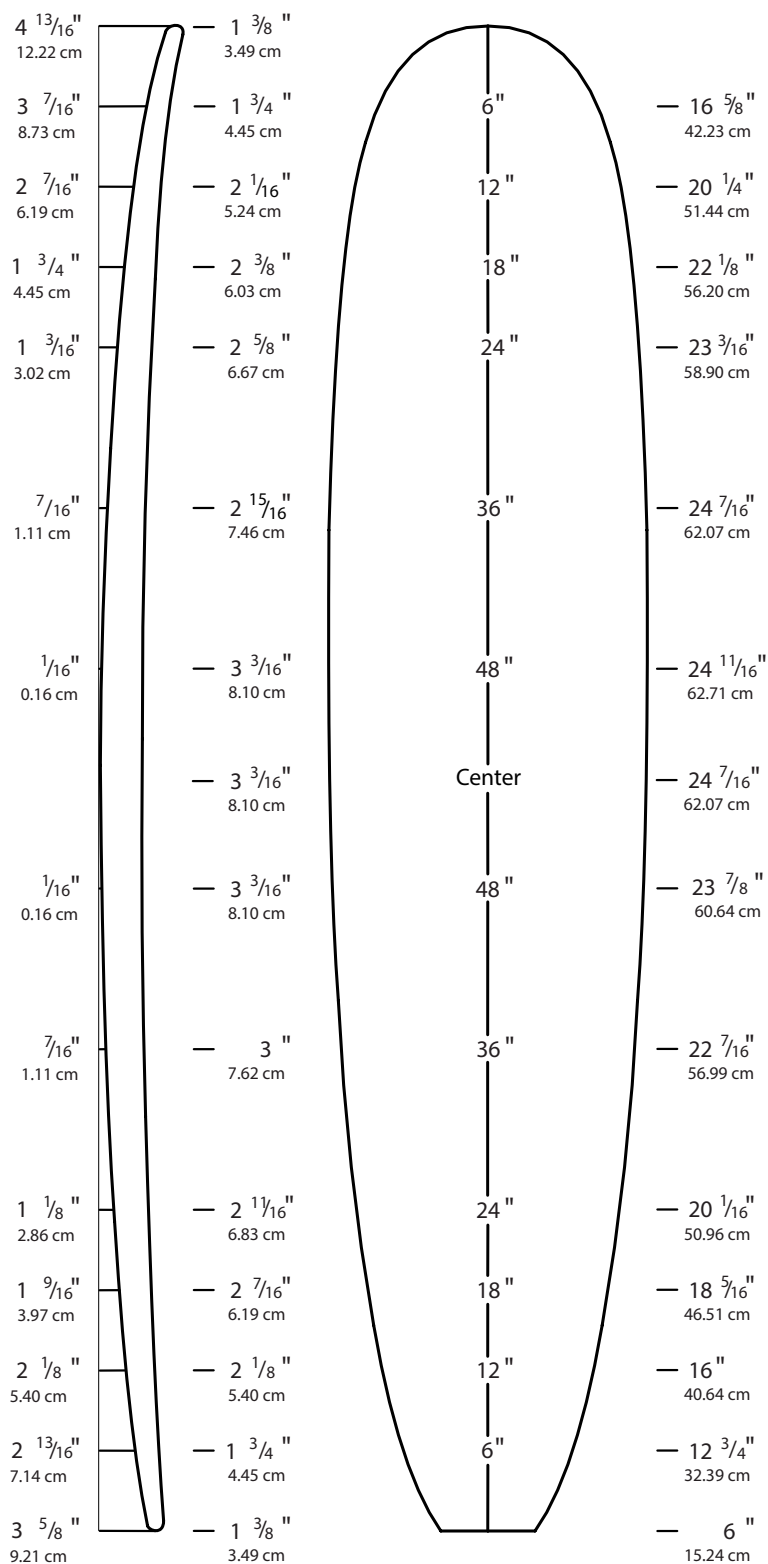 4 13/16" 1 3/8 "
12.22 cm 3.49 cm
3 7/16" 1 3/4 " 6" 16 5/8 "
8.73 cm 4.45 cm 42.23 cm
2 7/16" 2 1/16 " 12" 20 1/4 "
6.19 cm 5.24 cm 51.44 cm
1 3/4 " 2 3/8 " 18" 22 1/8 "
4.45 cm 6.03 cm 56.20 cm
1 3/16" 2 5/8 " 24" 23 3/16"
3.02 cm 6.67 cm 58.90 cm
7/16" 2 15/16" 36" 24 7/16"
1.11 cm 7.46 cm 62.07 cm
1/16" 3 3/16" 48" 24 11/16"
0.16 cm 8.10 cm 62.71 cm
3 3/16" Center 24 7/16"
8.10 cm 62.07 cm
1/16" 3 3/16" 48" 23 7/8 "
0.16 cm 8.10 cm 60.64 cm
7/16" 3 " 36" 22 7/16"
1.11 cm 7.62 cm 56.99 cm
1 1/8 " 2 11/16" 24" 20 1/16"
2.86 cm 6.83 cm 50.96 cm
1 9/16" 2 7/16" 18" 18 5/16"
3.97 cm 6.19 cm 46.51 cm
2 1/8 " 2 1/8 " 12" 16"
5.40 cm 5.40 cm 40.64 cm
2 13/16" 1 3/4 " 6" 12 3/4 "
7.14 cm 4.45 cm 32.39 cm
3 5/8 " 1 3/8 " 6 "
9.21 cm 3.49 cm 15.24 cm